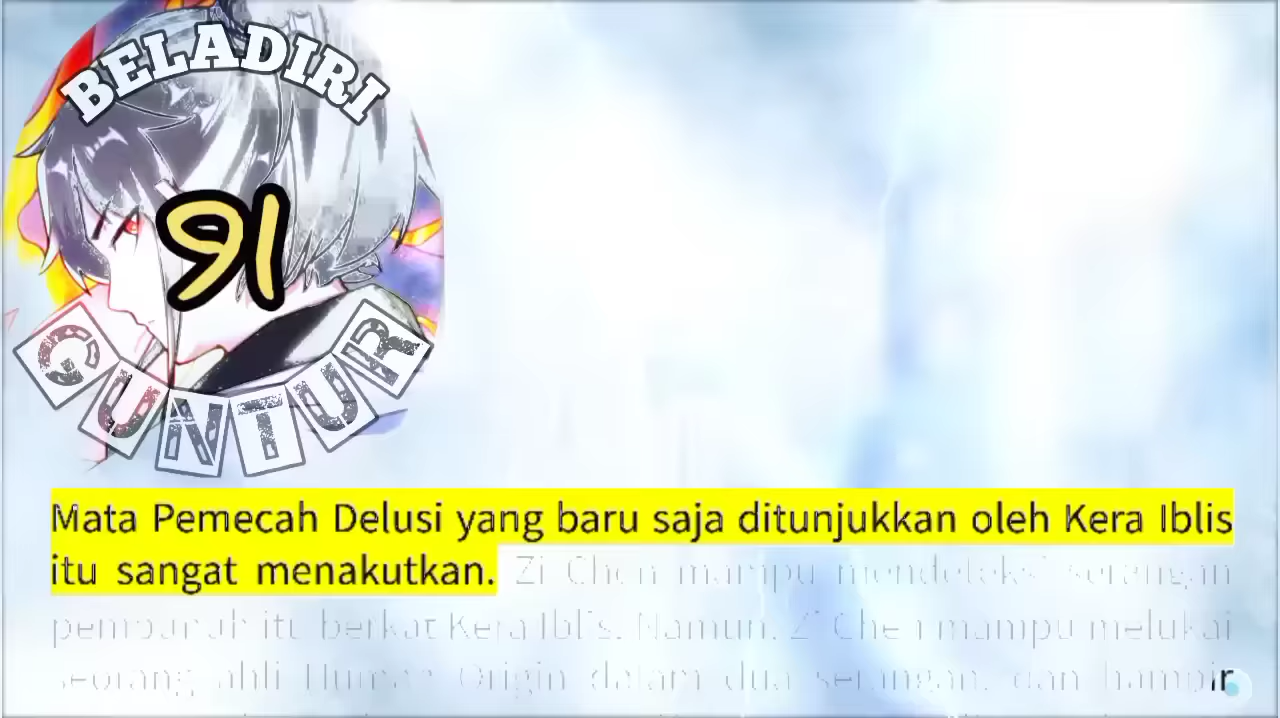 BELADIRI
91
GUNTUR
Mata Pemecah Delusi yang baru saja ditunjukkan oleh Kera Iblis
itu sangat menakutkan. Zi Chen mampu mendeteksi serangan
pembunuh itu berkat Kera Iblis. Namun, Zi Chen mampu melukai
seorang ahli Human Origin dalam dua serangan, dan hampir